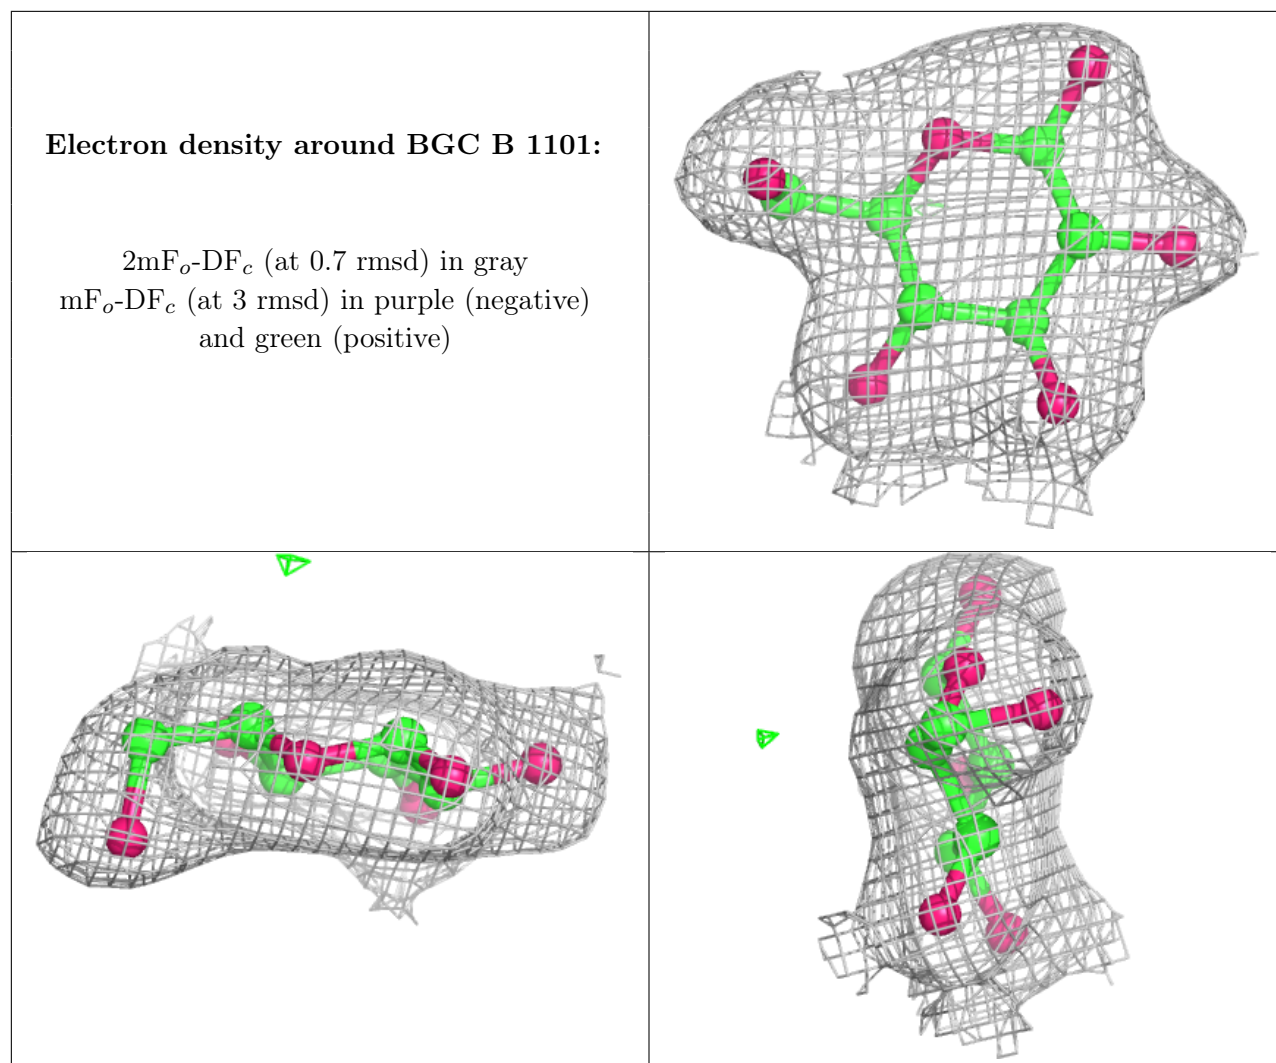 Electron density around BGC B 1101:
2mFₒ-DF𝒸 (at 0.7 rmsd) in gray
mFₒ-DF𝒸 (at 3 rmsd) in purple (negative)
and green (positive)